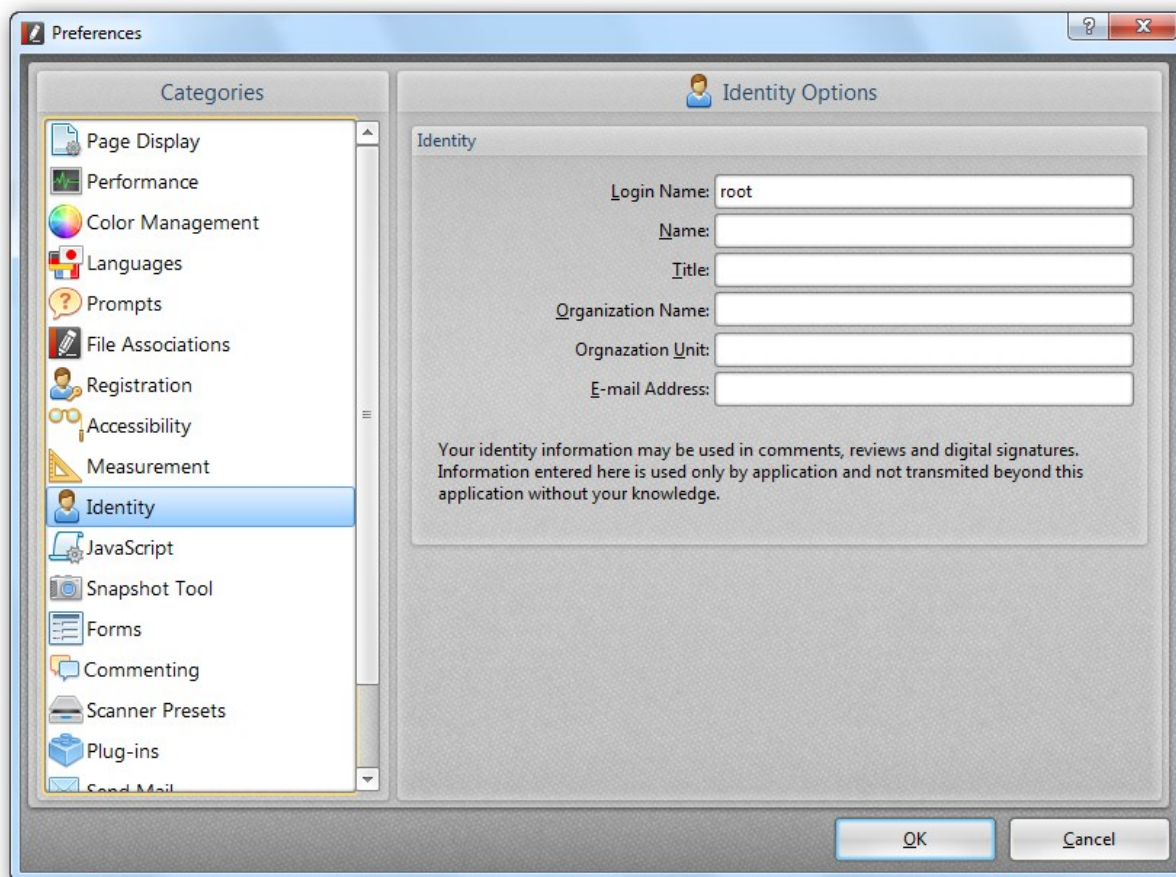 Preferences
Categories
Page Display
Performance
Color Management
Languages
Prompts
File Associations
Registration
Accessibility
Measurement
Identity
JavaScript
Snapshot Tool
Forms
Commenting
Scanner Presets
Plug-ins
Send Mail
Identity Options
Identity
Login Name: root
Name:
Title:
Organization Name:
Orgnazation Unit:
E-mail Address:
Your identity information may be used in comments, reviews and digital signatures.
Information entered here is used only by application and not transmited beyond this
application without your knowledge.
OK
Cancel